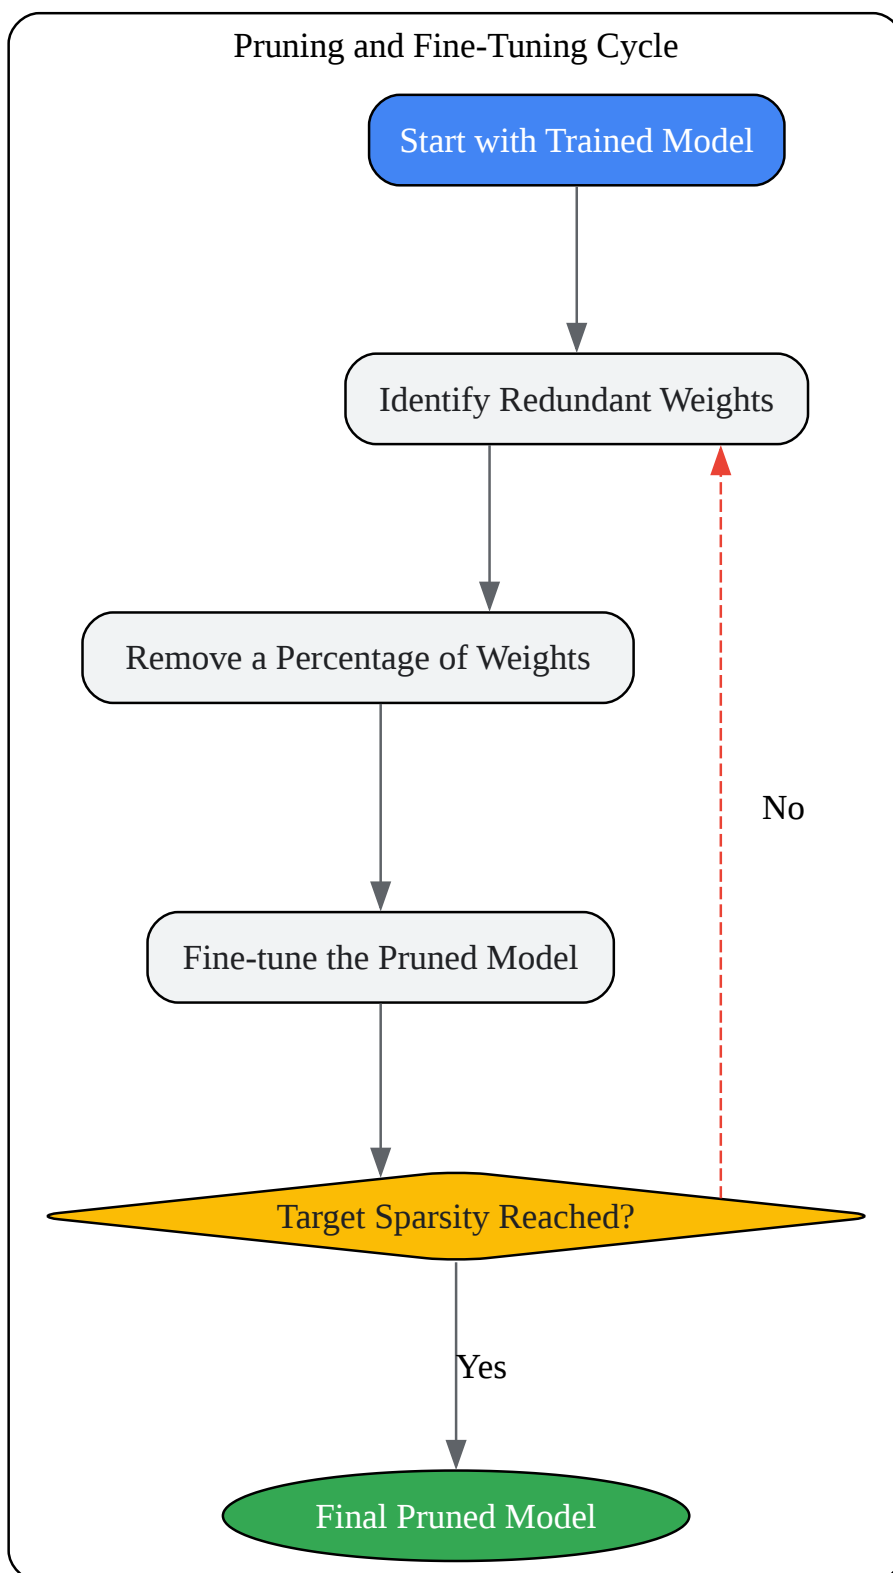 Pruning and Fine-Tuning Cycle
Start with Trained Model
Identify Redundant Weights
Remove a Percentage of Weights
No
Fine-tune the Pruned Model
Target Sparsity Reached?
Yes
Final Pruned Model